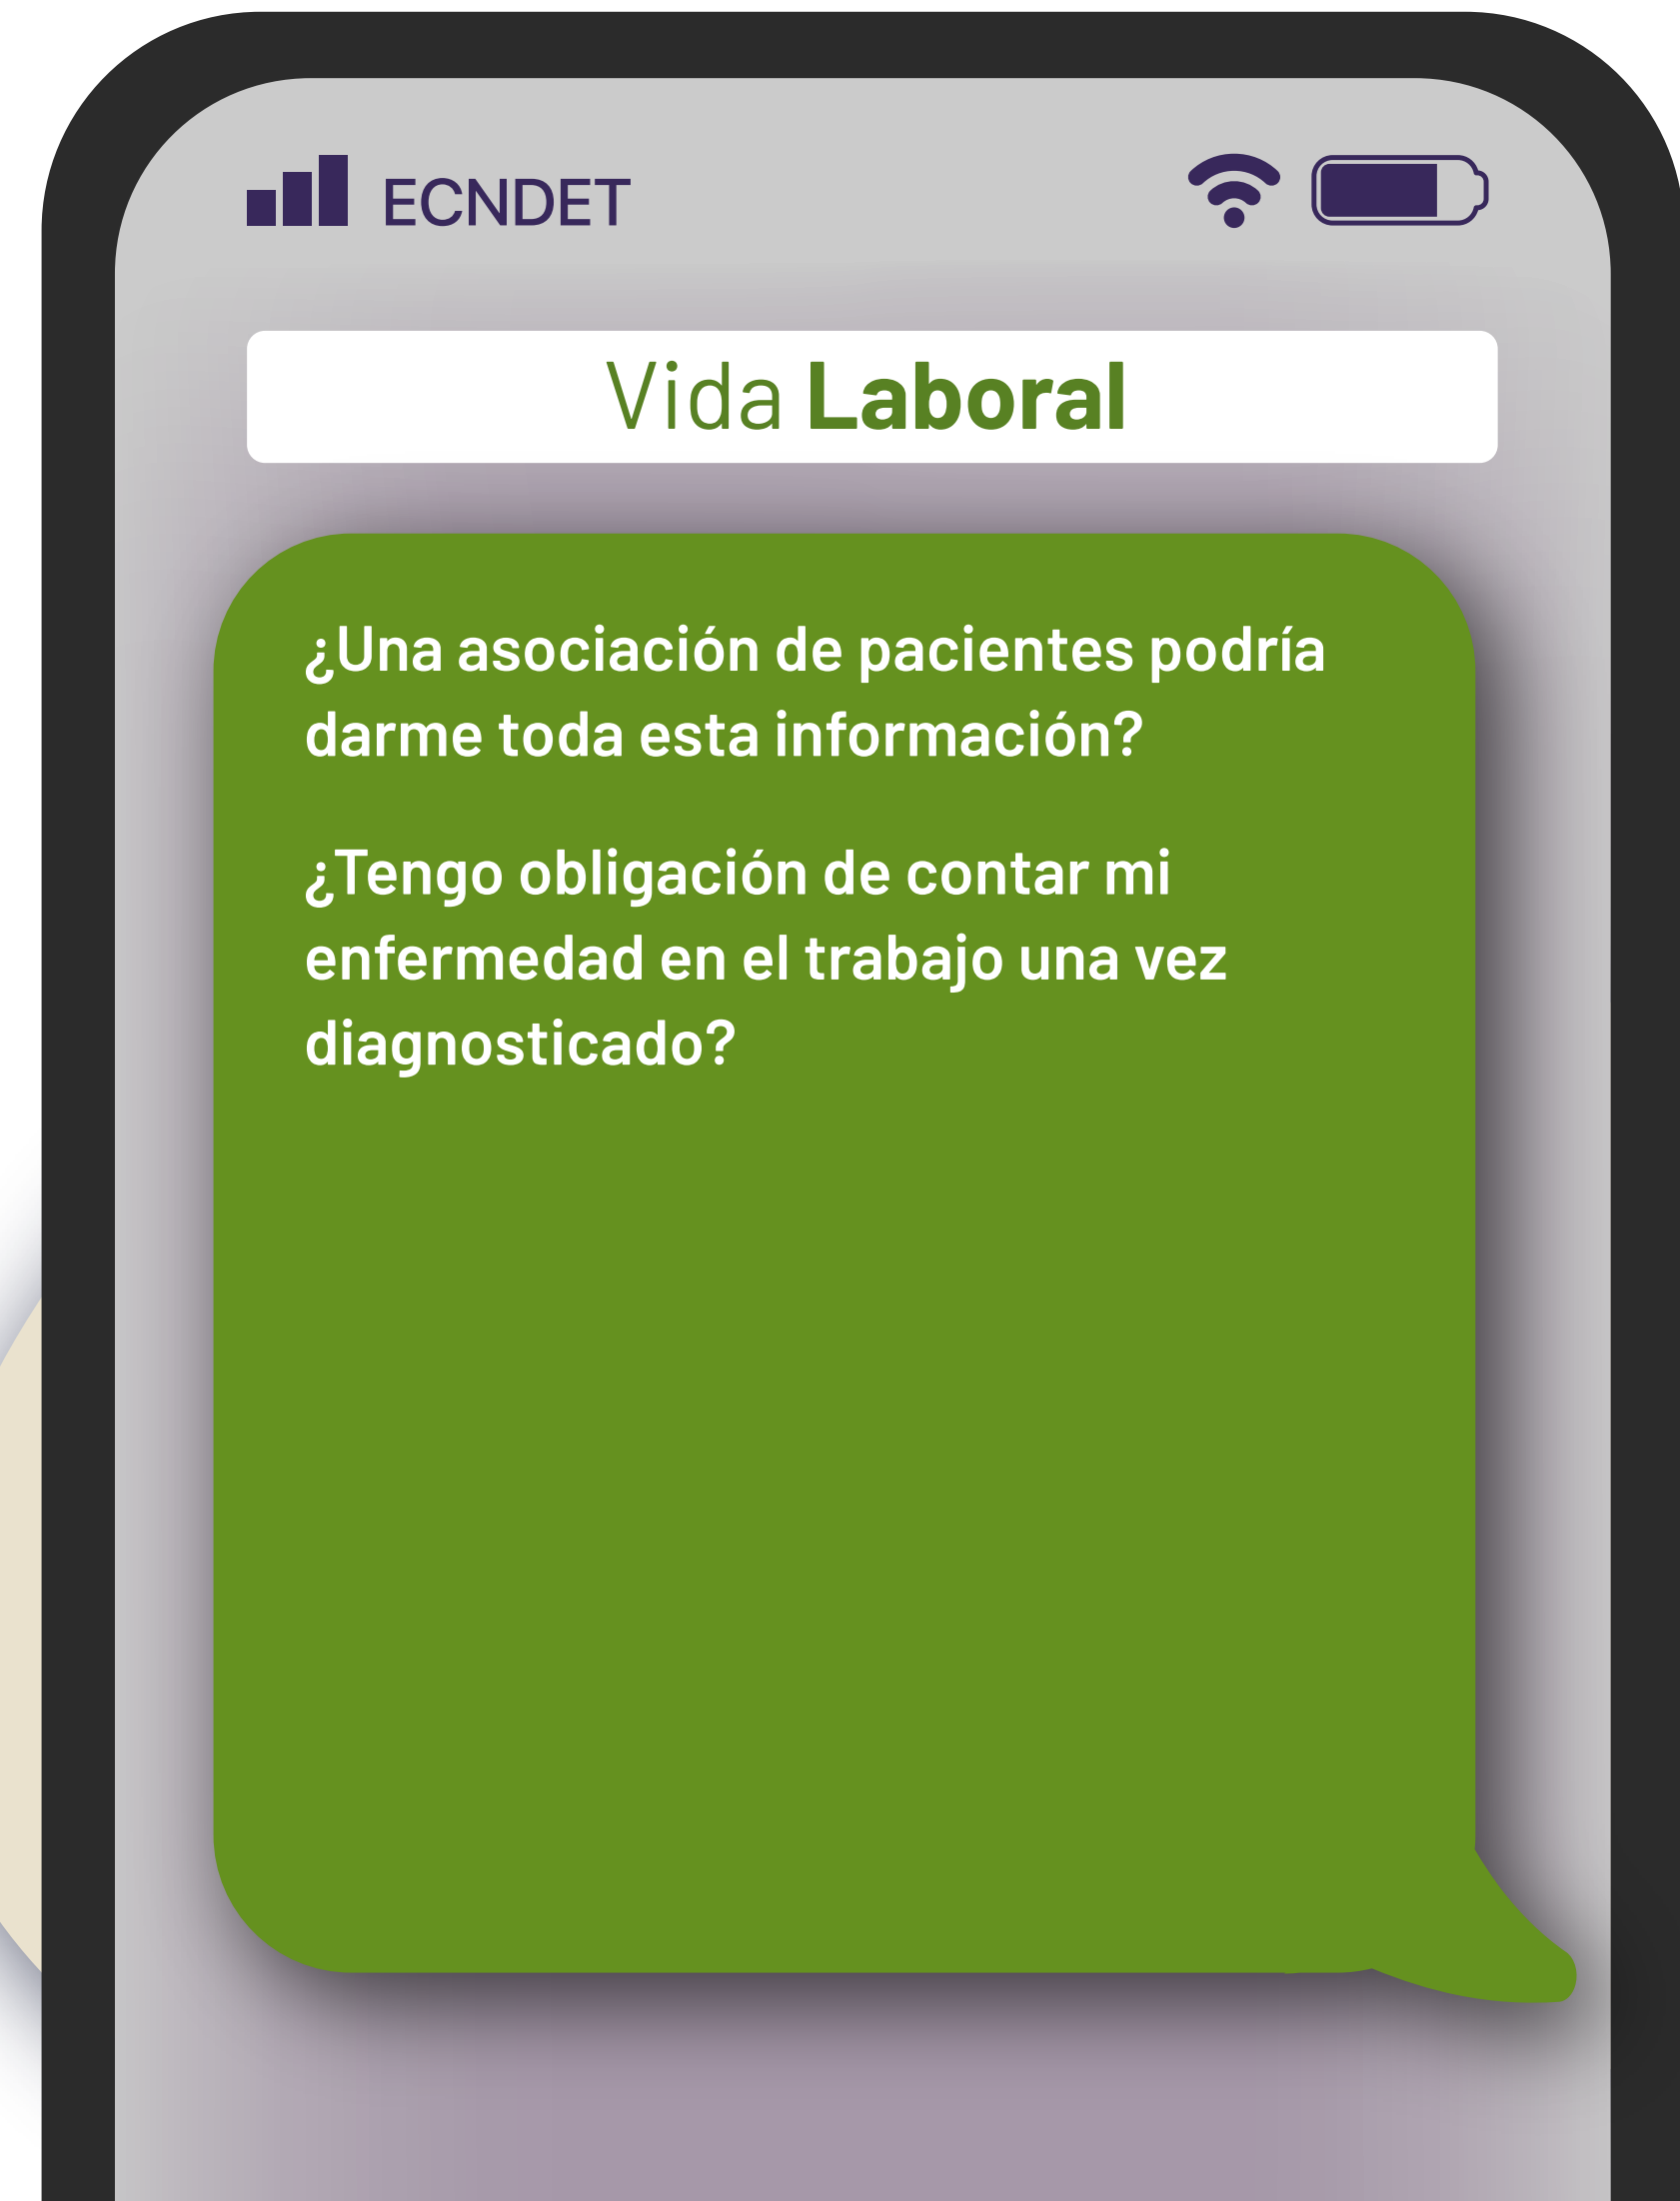 ECNDET
Vida Laboral
¿Una asociación de pacientes podría
darme toda esta información?
¿Tengo obligación de contar mi
enfermedad en el trabajo una vez
diagnosticado?